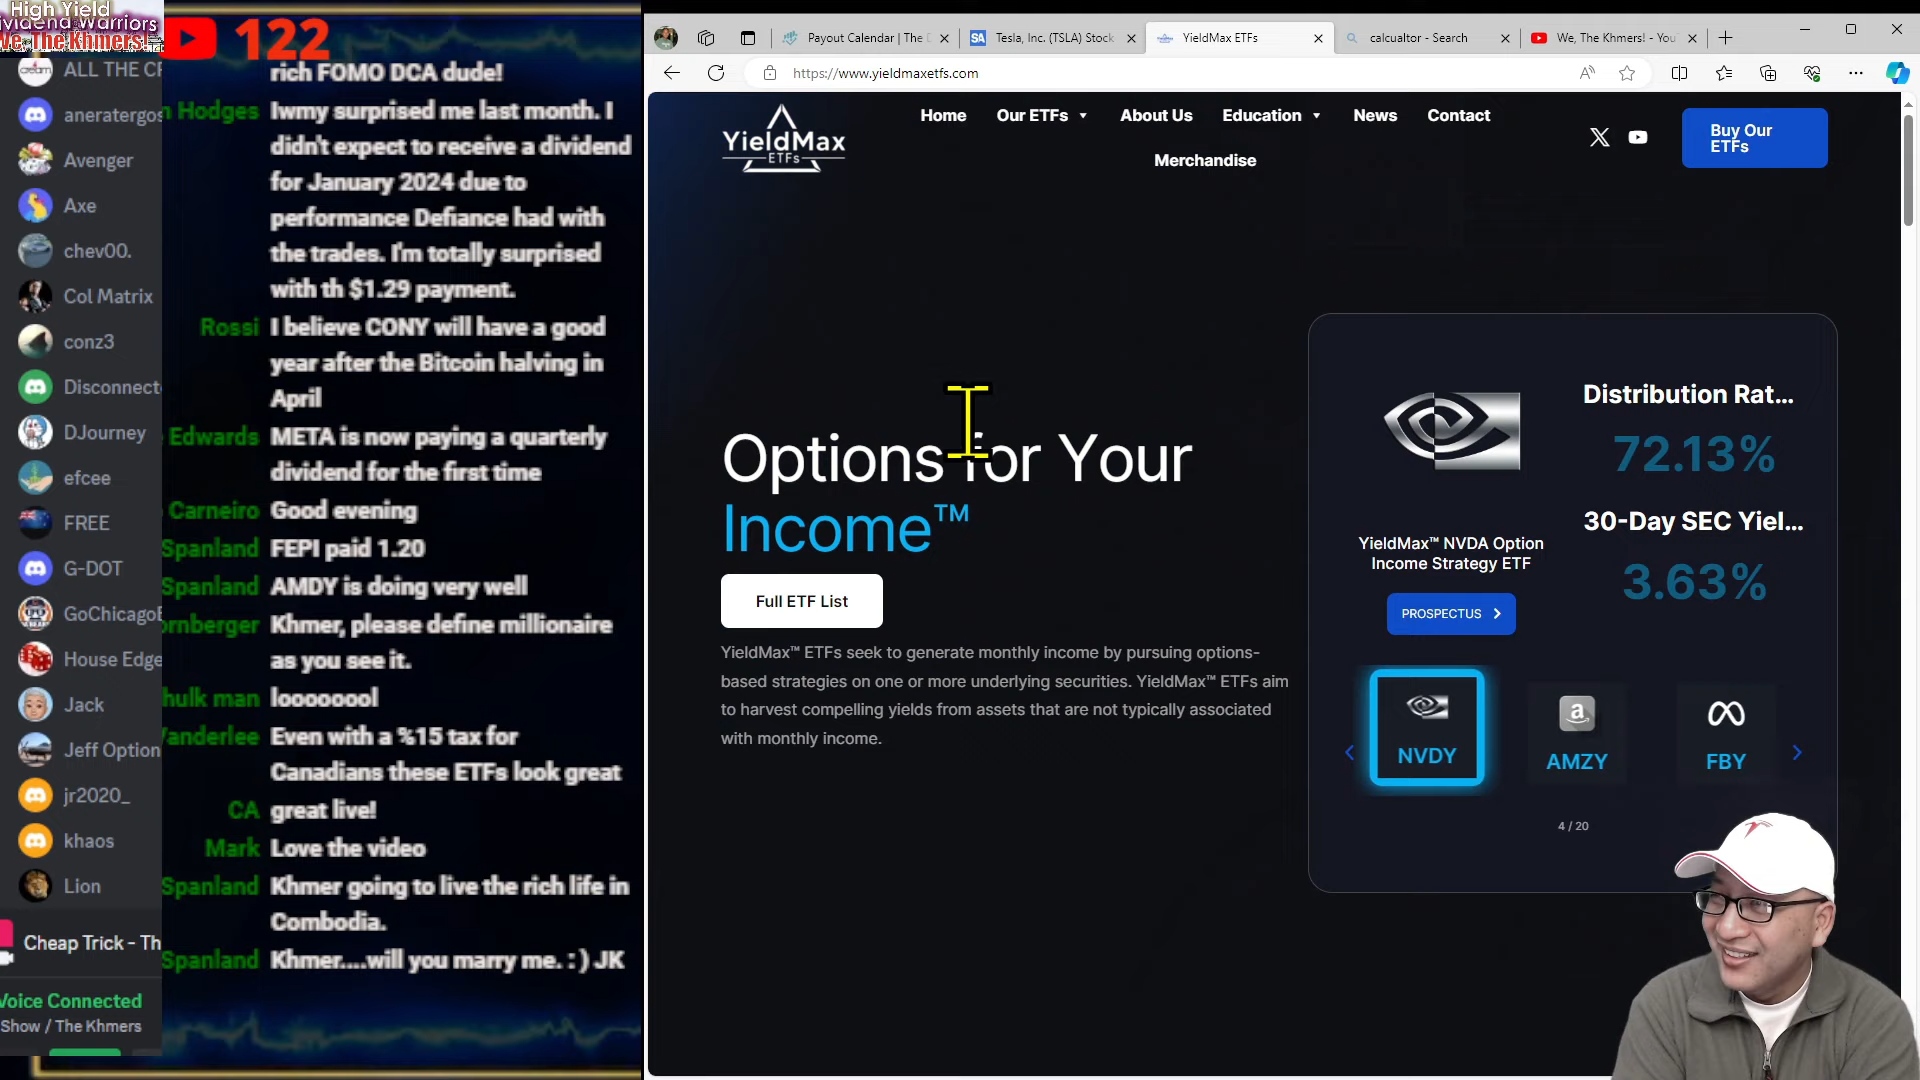 High Yield
Dividend Warriors
We, The Khmers!
122
ALL THE CR
aneratergos
Avenger
Axe
chev00.
Col Matrix
conz3
Disconnect
DJourney
efcee
FREE
G-DOT
GoChicagoB
House Edge
Jack
Jeff Option
jr2020_
khaos
Lion
Cheap Trick - Th
Voice Connected
Show / The Khmers
rich FOMO DCA dude!
Hodges Iwmy surprised me last month. I
didn't expect to receive a dividend
for January 2024 due to
performance Defiance had with
the trades. I'm totally surprised
with th $1.29 payment.
Rossi I believe CONY will have a good
year after the Bitcoin halving in
April
Edwards META is now paying a quarterly
dividend for the first time
Carneiro Good evening
Spanland FEPI paid 1.20
Spanland AMDY is doing very well
ornberger Khmer, please define millionaire
as you see it.
hulk man loooooool
Vanderlee Even with a %15 tax for
Canadians these ETFs look great
CA great live!
Mark Love the video
Spanland Khmer going to live the rich life in
Combodia.
Spanland Khmer....will you marry me. : ) JK
Payout Calendar | The D
SA Tesla, Inc. (TSLA) Stock
YieldMax ETFs
calcualtor - Search
We, The Khmers! - You
https://www.yieldmaxetfs.com
YieldMax
ETFs
Home
Our ETFs
About Us
Education
News
Contact
Merchandise
Buy Our
ETFs
Options for Your
Income™
Full ETF List
YieldMax™ ETFs seek to generate monthly income by pursuing options-
based strategies on one or more underlying securities. YieldMax™ ETFs aim
to harvest compelling yields from assets that are not typically associated
with monthly income.
Distribution Rat...
72.13%
30-Day SEC Yiel...
3.63%
YieldMax™ NVDA Option
Income Strategy ETF
PROSPECTUS
NVDY
AMZY
FBY
4 / 20